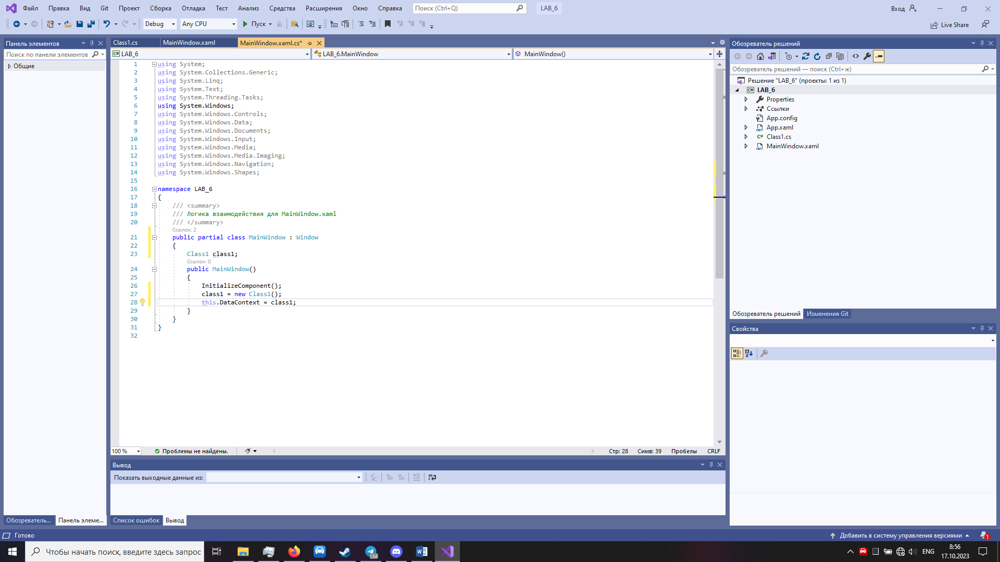 Файл Правка Вид Git Проект Сборка Отладка Тест Анализ Средства Расширения Окно Справка Поиск (Ctrl+Q) LAB_6 Вход
Debug Any CPU Пуск Live Share
Панель элементов
Поиск по панели элементов
Общие
Class1.cs MainWindow.xaml MainWindow.xaml.cs*
LAB_6 LAB_6.MainWindow MainWindow()
1 using System;
2 using System.Collections.Generic;
3 using System.Linq;
4 using System.Text;
5 using System.Threading.Tasks;
6 using System.Windows;
7 using System.Windows.Controls;
8 using System.Windows.Data;
9 using System.Windows.Documents;
10 using System.Windows.Input;
11 using System.Windows.Media;
12 using System.Windows.Media.Imaging;
13 using System.Windows.Navigation;
14 using System.Windows.Shapes;
15
16 namespace LAB_6
17 {
18 /// <summary>
19 /// Логика взаимодействия для MainWindow.xaml
20 /// </summary>
Ссылок: 2
21 public partial class MainWindow : Window
22 {
23 Class1 class1;
Ссылок: 0
24 public MainWindow()
25 {
26 InitializeComponent();
27 class1 = new Class1();
28 this.DataContext = class1;
29 }
30 }
31 }
32
100 % Проблемы не найдены. Стр: 28 Симв: 39 Пробелы CRLF
Вывод
Показать выходные данные из:
Обозреватель... Панель элеме... Список ошибок Вывод
Обозреватель решений
Обозреватель решений — поиск (Ctrl+ж)
Решение "LAB_6" (проекты: 1 из 1)
LAB_6
Properties
Ссылки
App.config
App.xaml
Class1.cs
MainWindow.xaml
Обозреватель решений Изменения Git
Свойства
Готово Добавить в систему управления версиями 1
Чтобы начать поиск, введите здесь запрос 134 ENG 8:56
17.10.2023